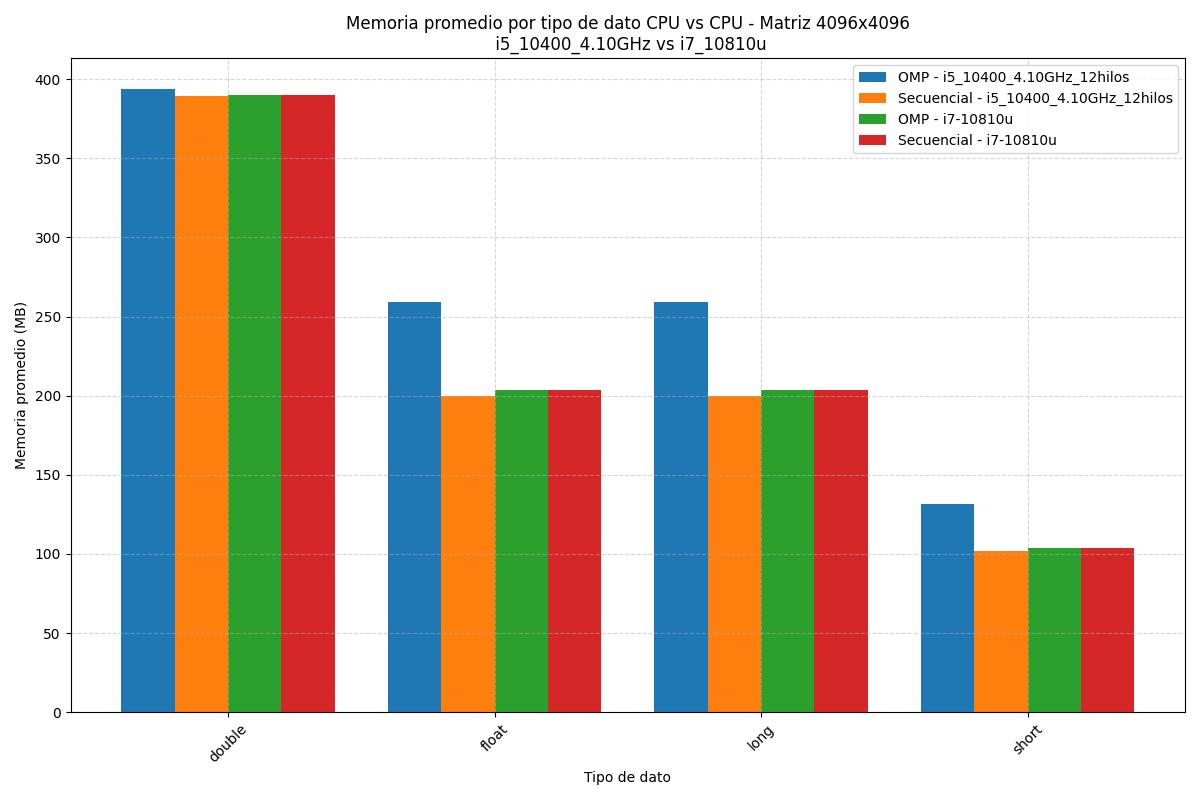 Memoria promedio por tipo de dato CPU vs CPU - Matriz 4096x4096
i5_10400_4.10GHz vs i7_10810u
OMP - i5_10400_4.10GHz_12hilos
Secuencial - i5_10400_4.10GHz_12hilos
OMP - i7-10810u
Secuencial - i7-10810u
Memoria promedio (MB)
400
350
300
250
200
150
100
50
0
double
float
long
short
Tipo de dato